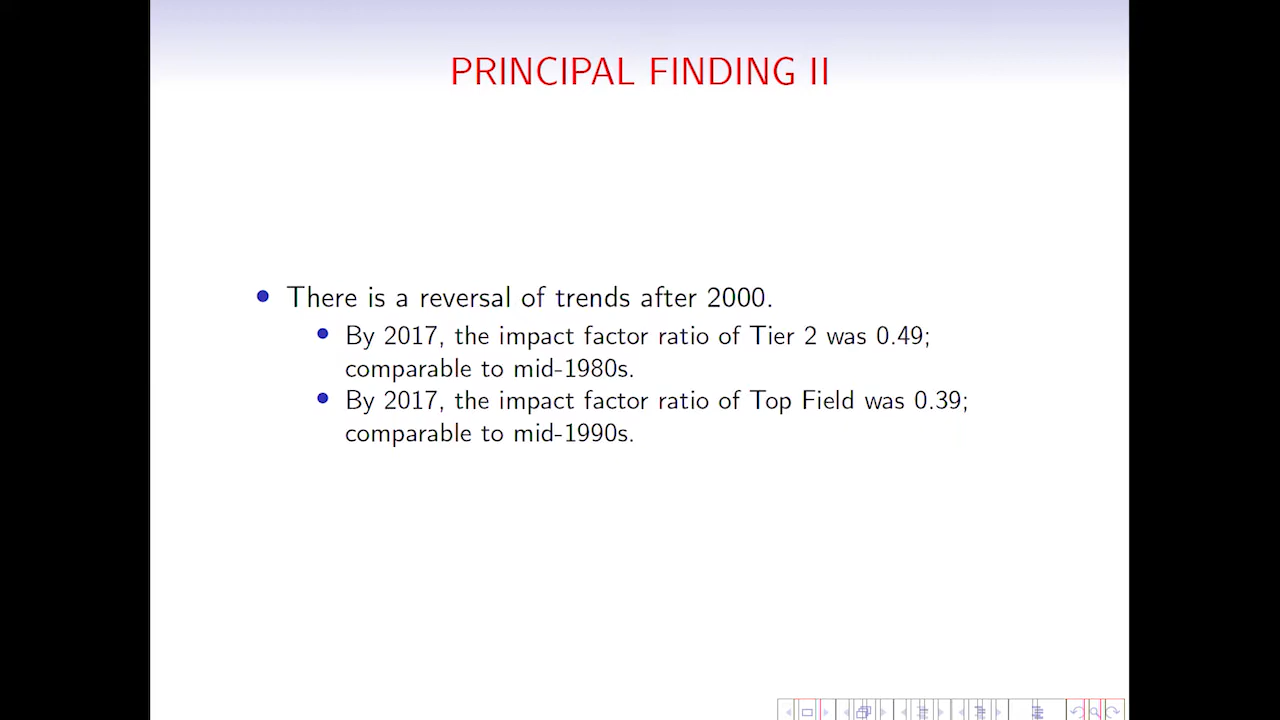 PRINCIPAL FINDING II
There is a reversal of trends after 2000.
By 2017, the impact factor ratio of Tier 2 was 0.49;
comparable to mid-1980s.
By 2017, the impact factor ratio of Top Field was 0.39;
comparable to mid-1990s.